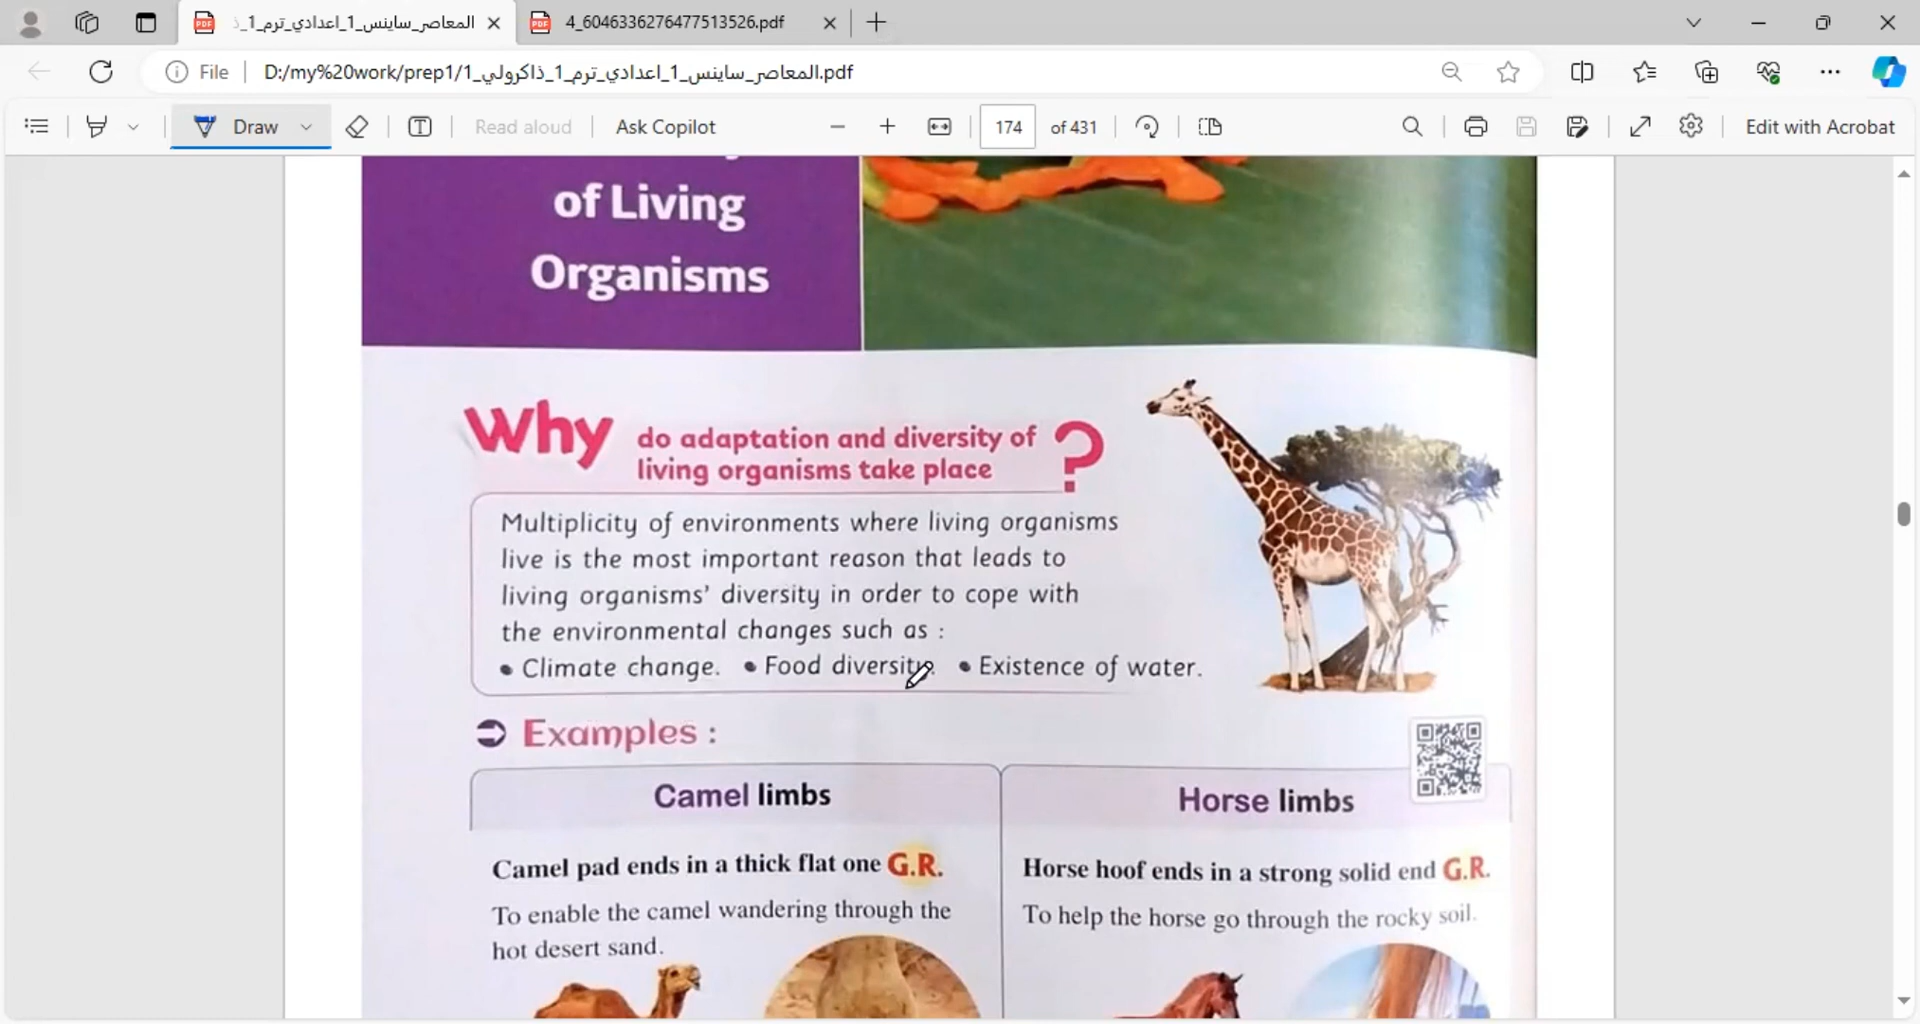 المعاصر_ساينس_1_اعدادي_ترم_1_ذ
4_6046336276477513526.pdf
File
D:/my%20work/prep1/1_المعاصر_ساينس_1_اعدادي_ترم_1_ذاكرولي.pdf
Draw
Read aloud
Ask Copilot
174
of 431
Edit with Acrobat
of Living
Organisms
Why do adaptation and diversity of
living organisms take place ?
Multiplicity of environments where living organisms
live is the most important reason that leads to
living organisms' diversity in order to cope with
the environmental changes such as :
• Climate change. • Food diversity. • Existence of water.
Examples :
Camel limbs
Horse limbs
Camel pad ends in a thick flat one G.R.
To enable the camel wandering through the
hot desert sand.
Horse hoof ends in a strong solid end G.R.
To help the horse go through the rocky soil.